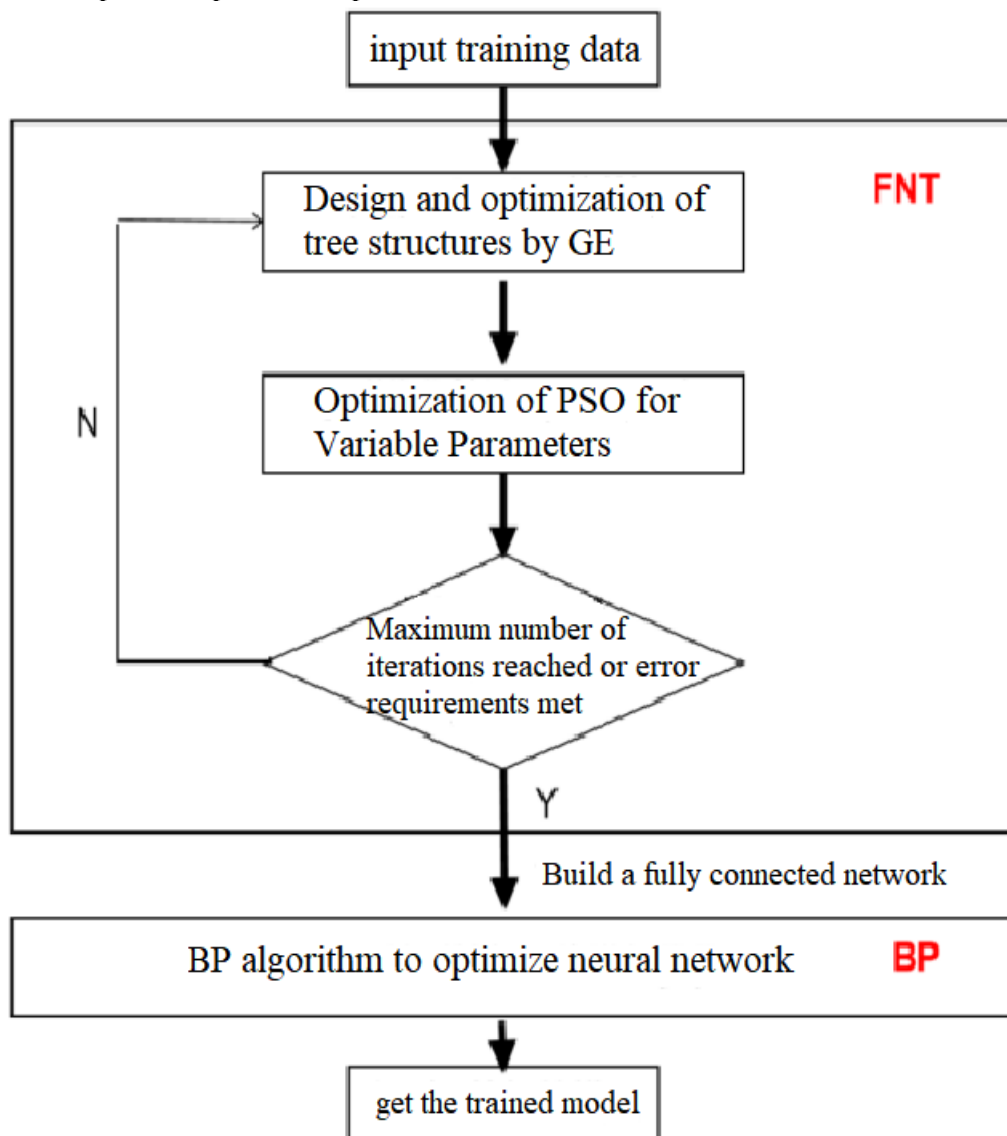 input training data
FNT
Design and optimization of
tree structures by GE
N
Optimization of PSO for
Variable Parameters
Maximum number of
iterations reached or error
requirements met
Y
Build a fully connected network
BP algorithm to optimize neural network
BP
get the trained model